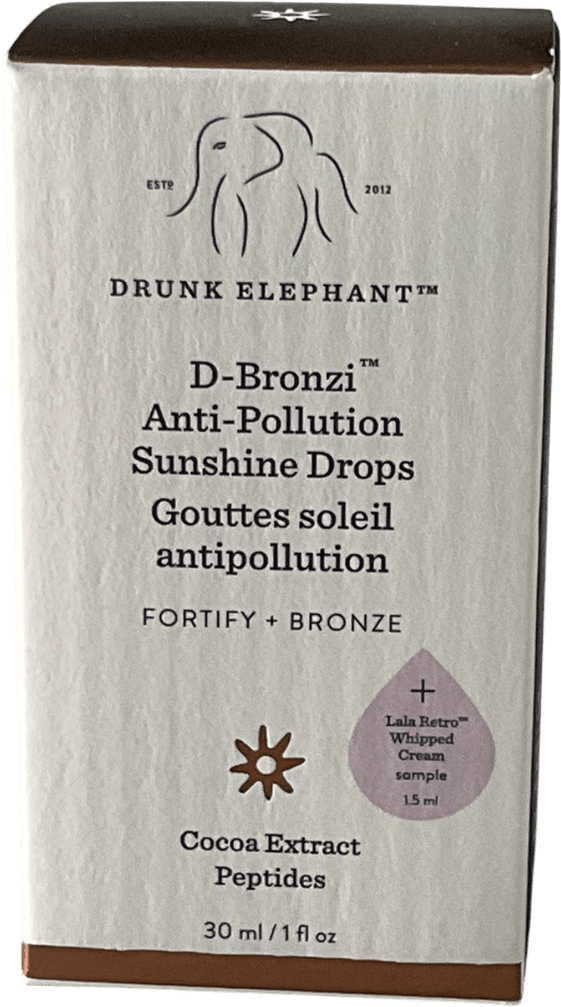 ESTD
2012
DRUNK ELEPHANT™
D-Bronzi™
Anti-Pollution
Sunshine Drops
Gouttes soleil
antipollution
FORTIFY + BRONZE
+
Lala Retro™
Whipped
Cream
sample
1.5 ml
Cocoa Extract
Peptides
30 ml / 1 fl oz